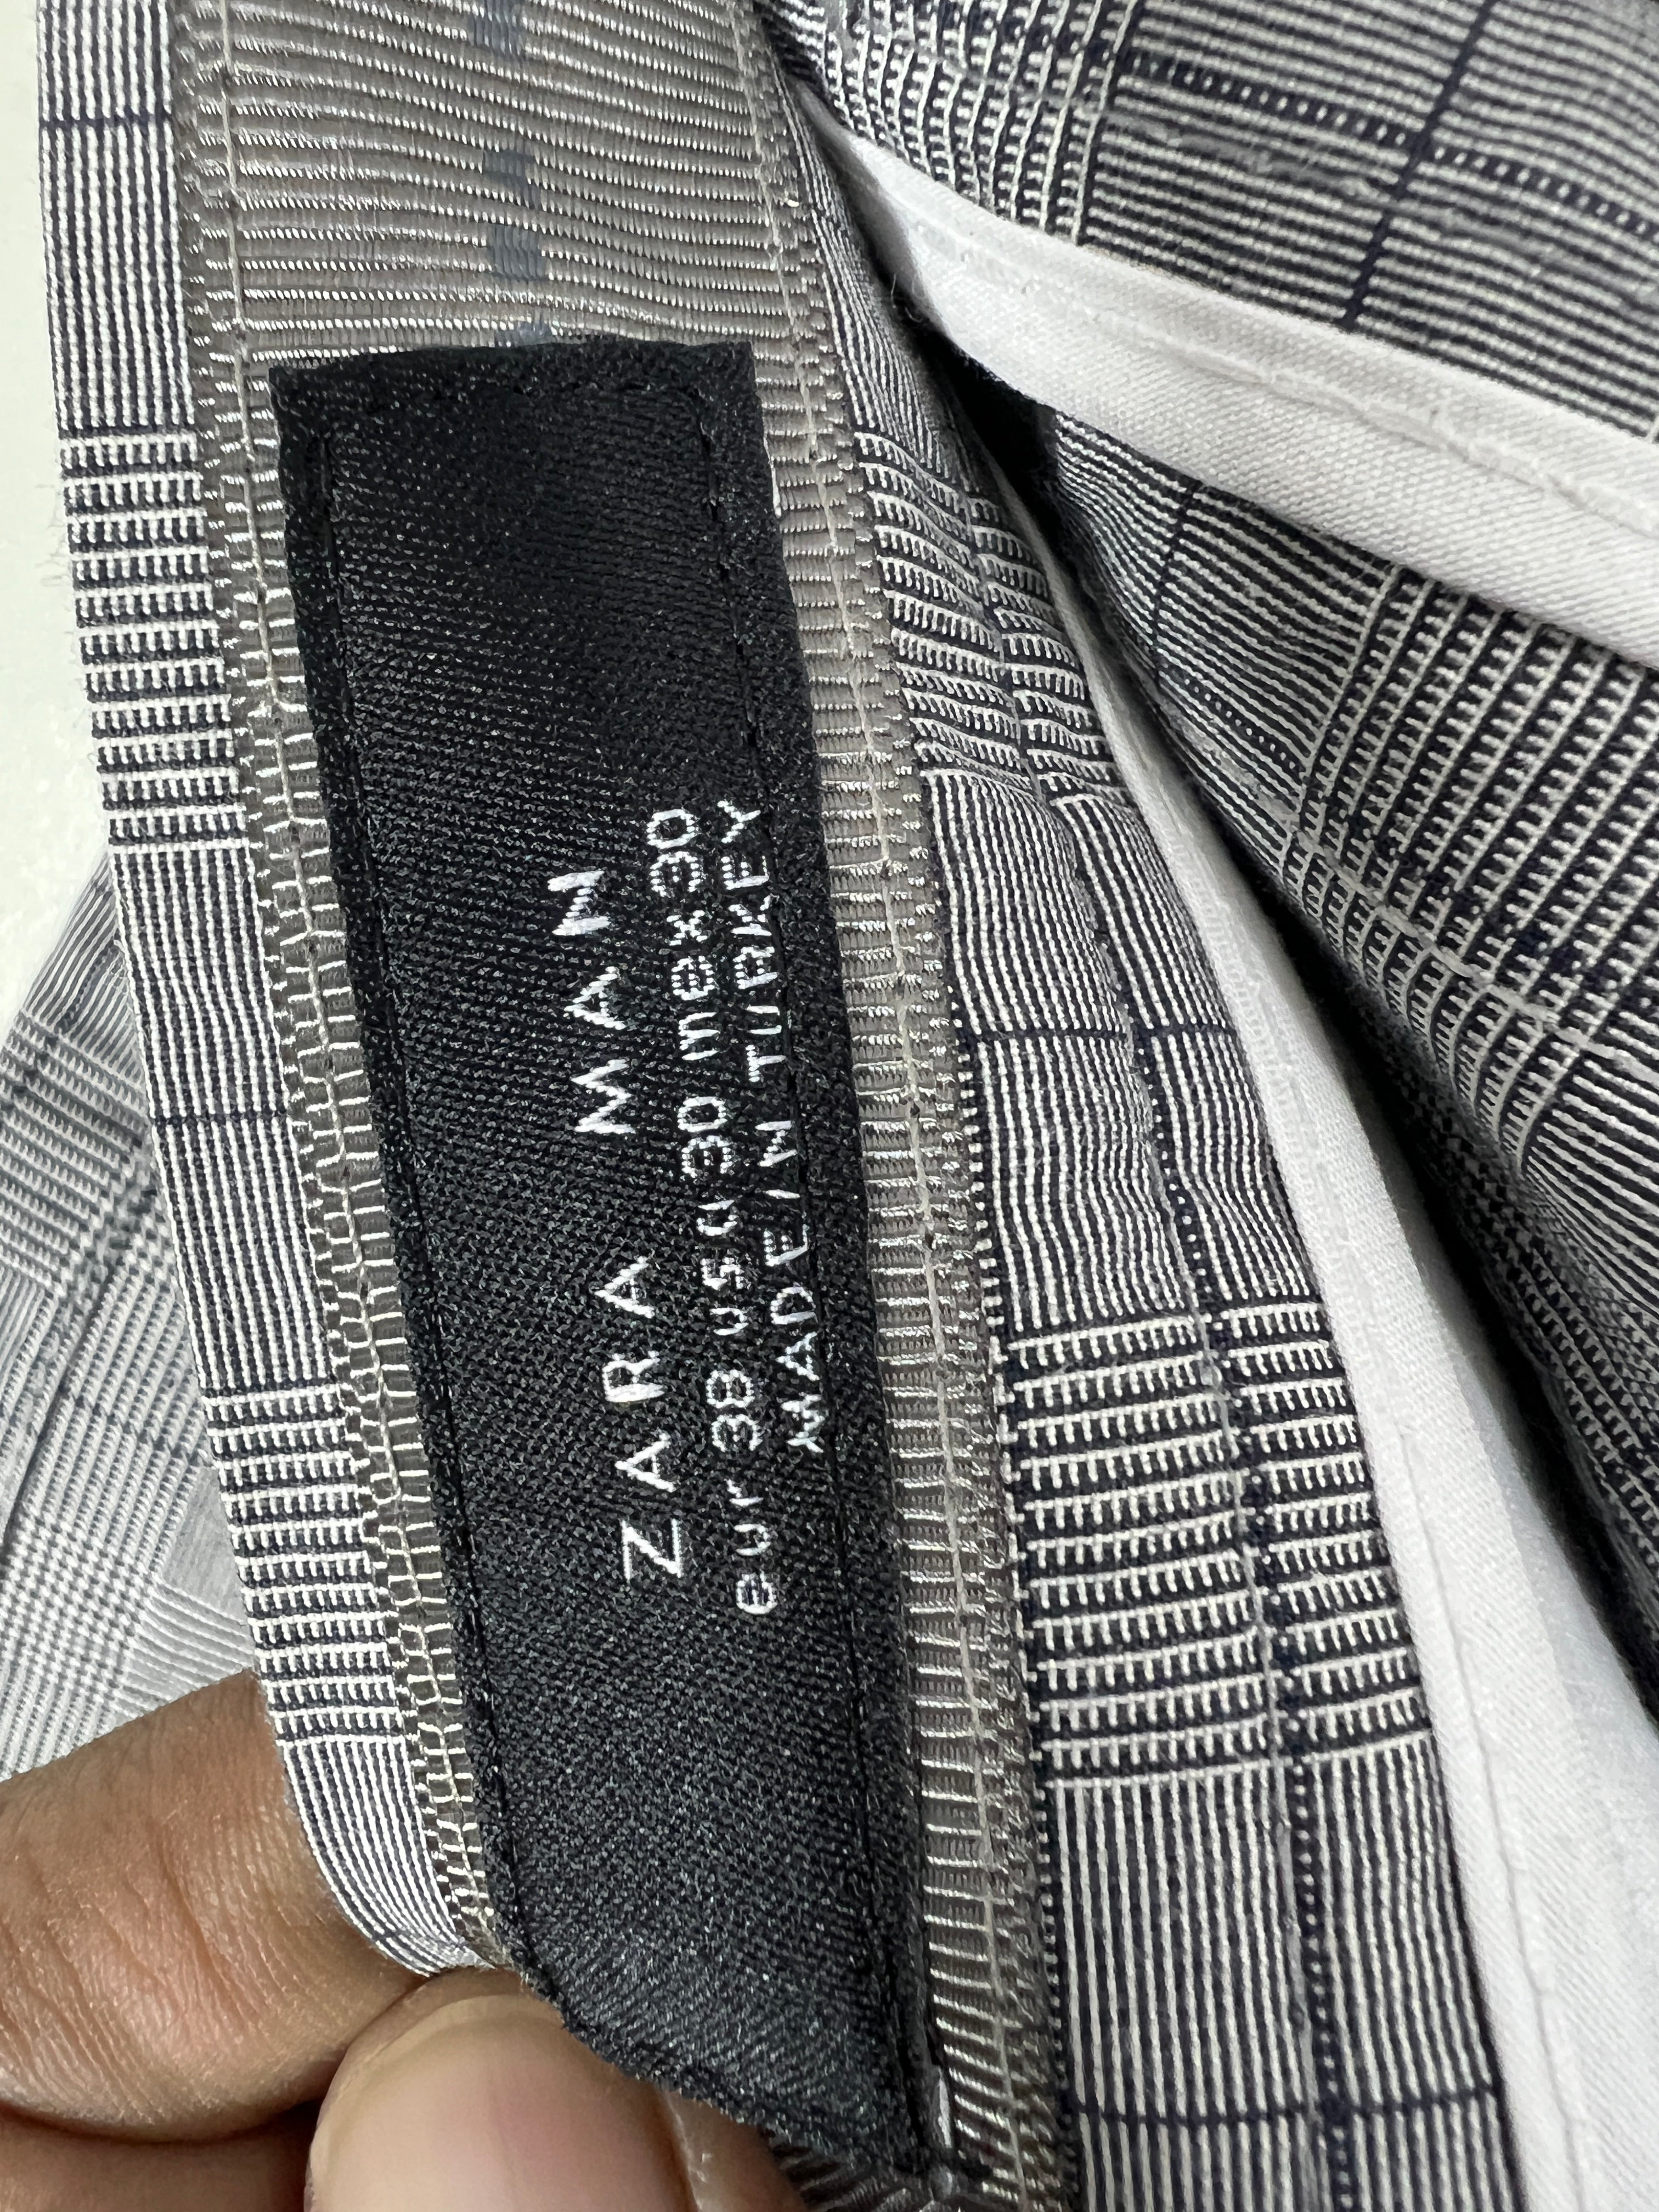 ZARA MAN
eur 38 usa 30 mex 30
MADE IN TURKEY